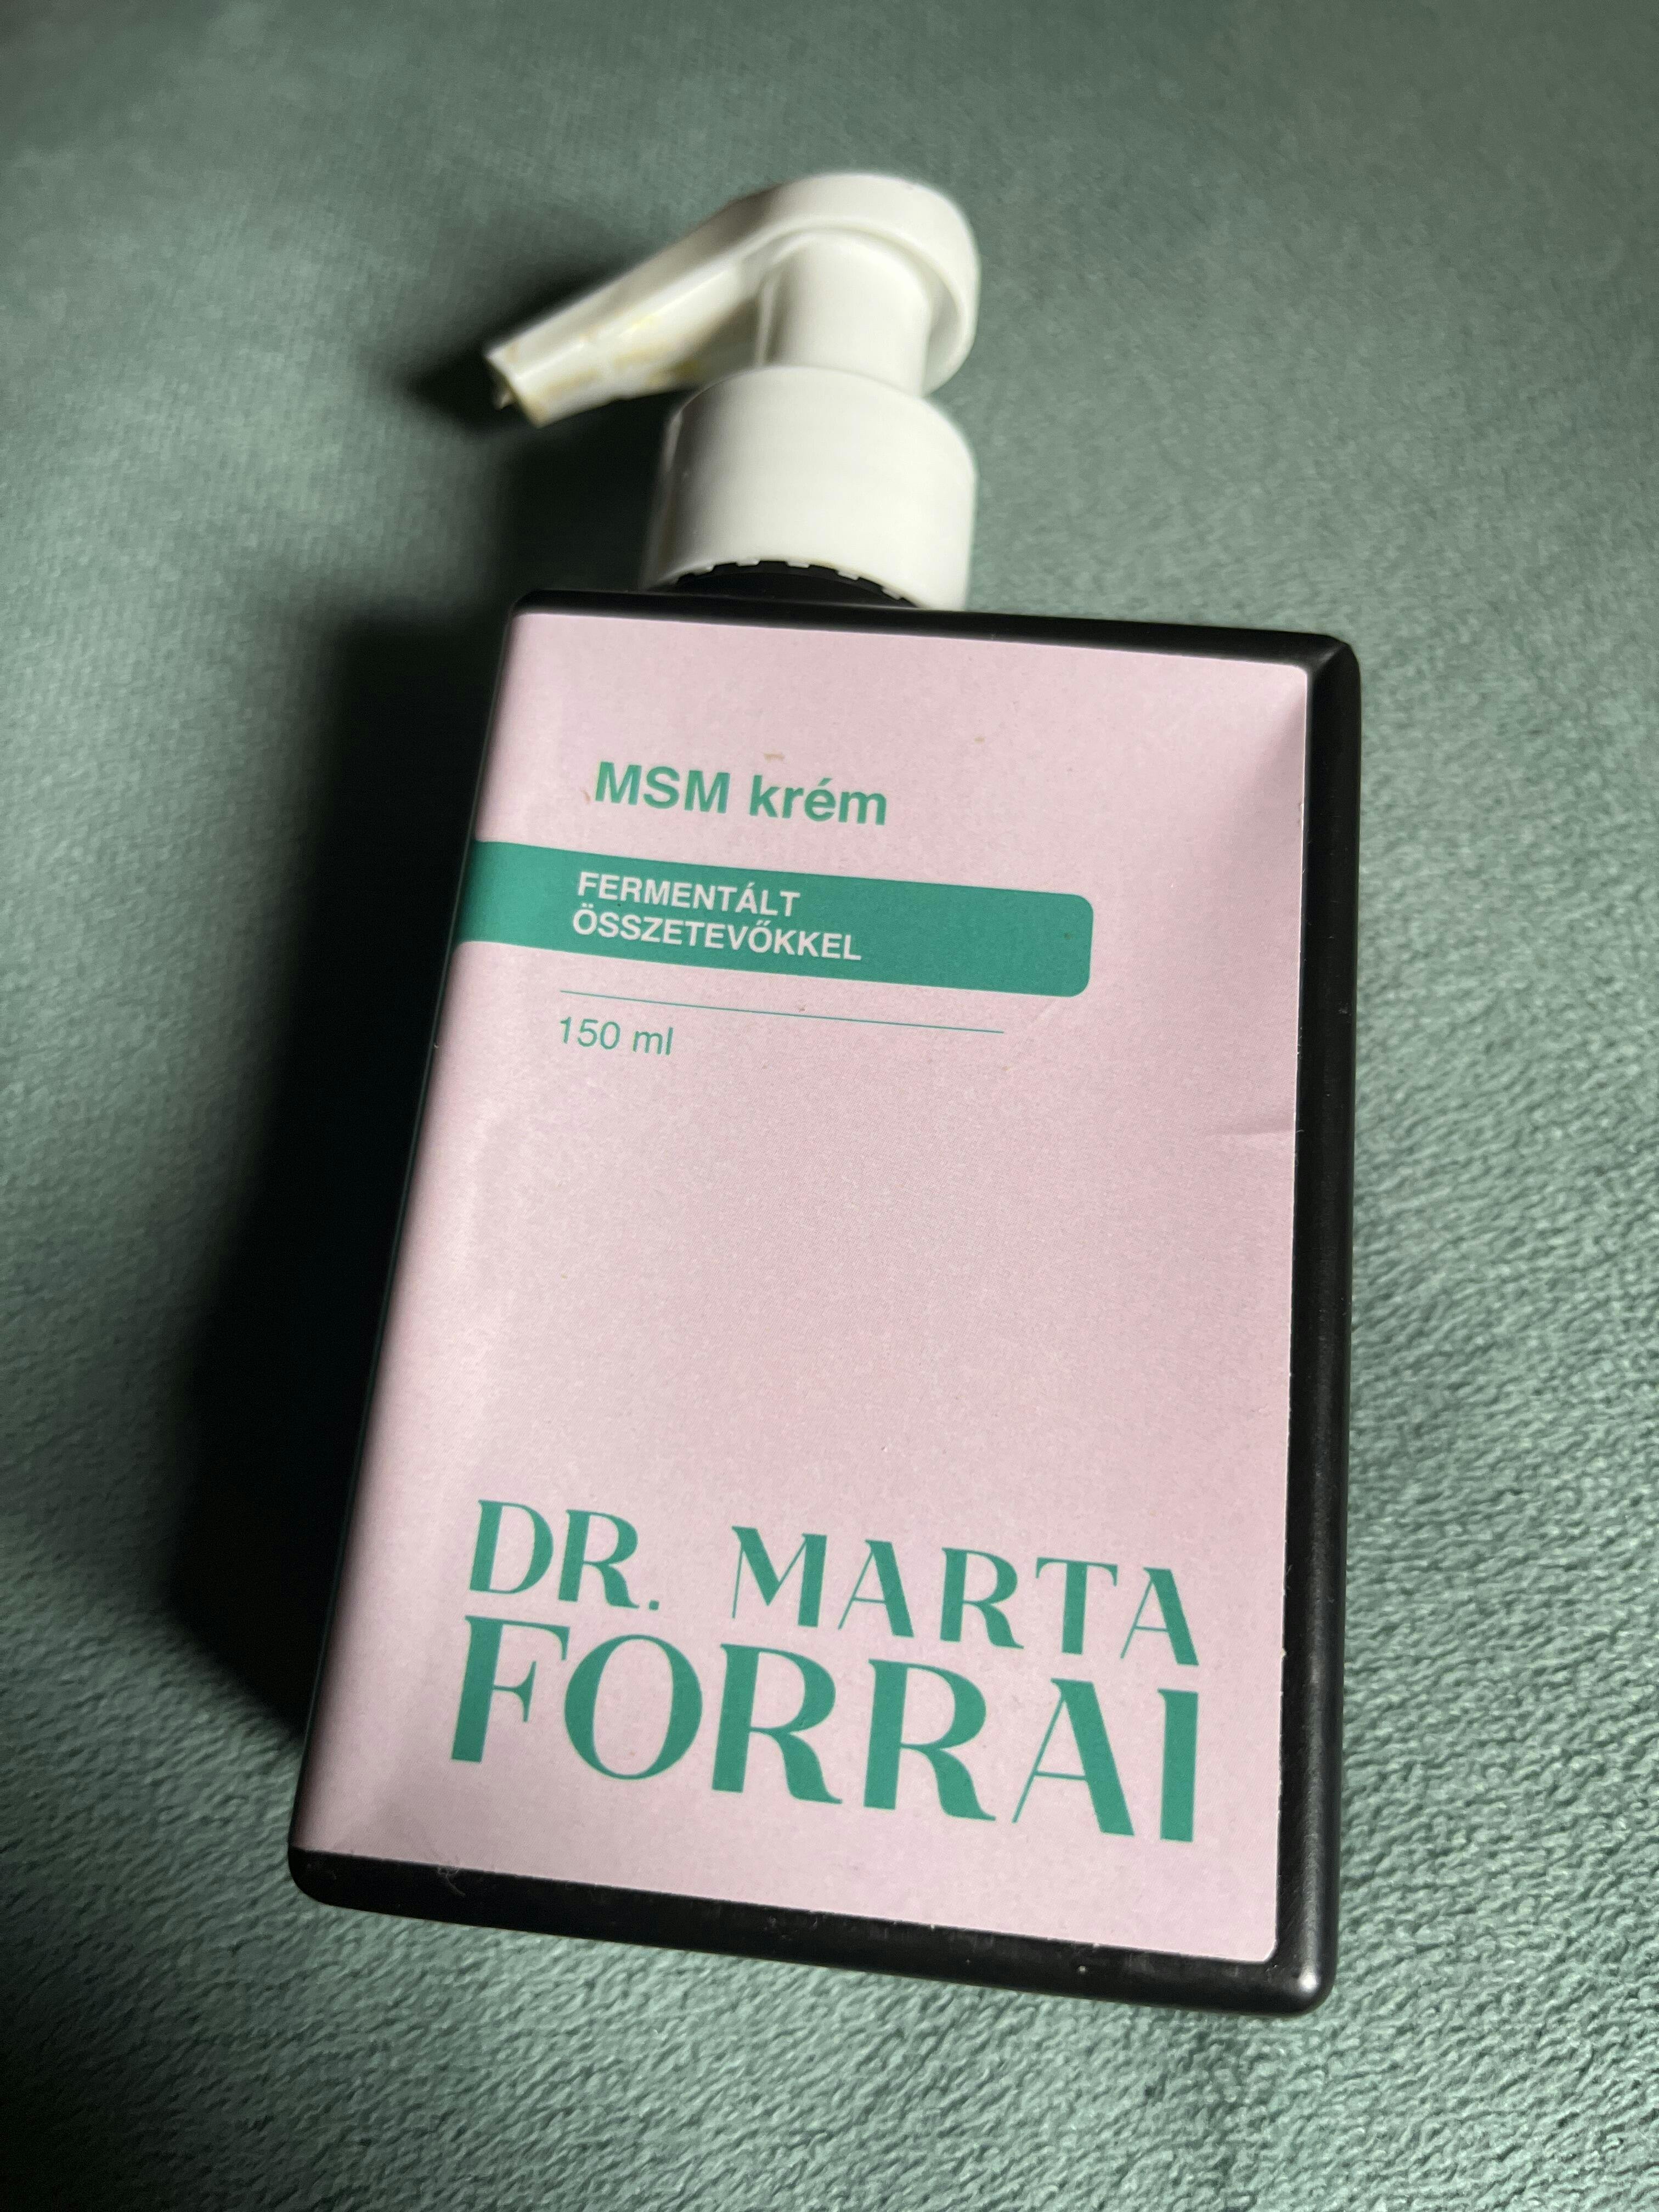 MSM krém
FERMENTÁLT
ÖSSZETEVŐKKEL
150 ml
DR. MARTA
FORRAI